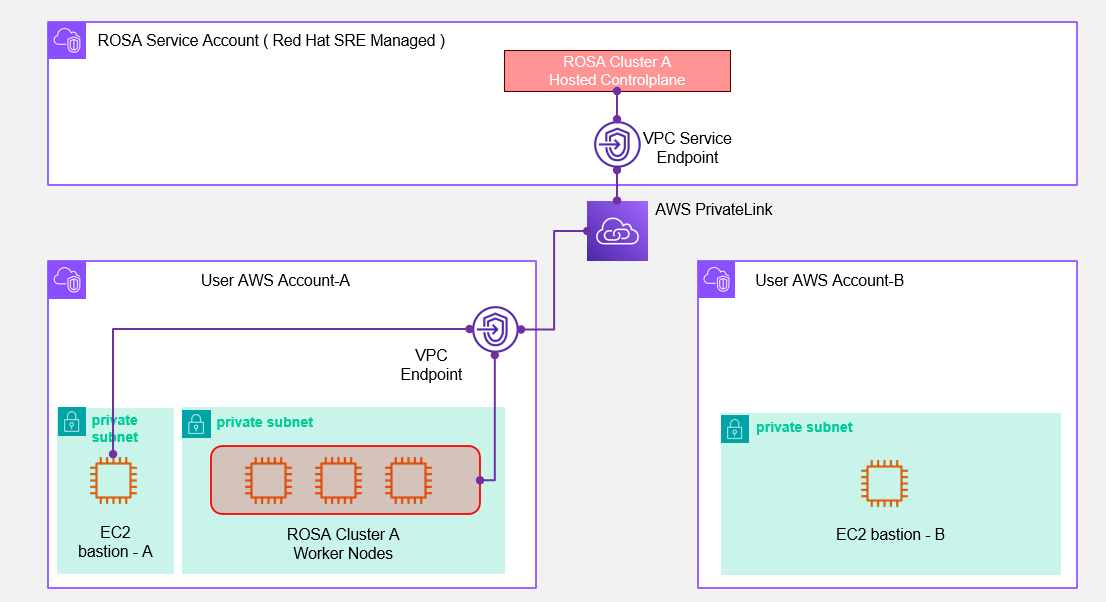 ROSA Service Account ( Red Hat SRE Managed )
ROSA Cluster A
Hosted Controlplane
VPC Service
Endpoint
AWS PrivateLink
User AWS Account-A
VPC
Endpoint
private
subnet
EC2
bastion - A
private subnet
ROSA Cluster A
Worker Nodes
User AWS Account-B
private subnet
EC2 bastion - B